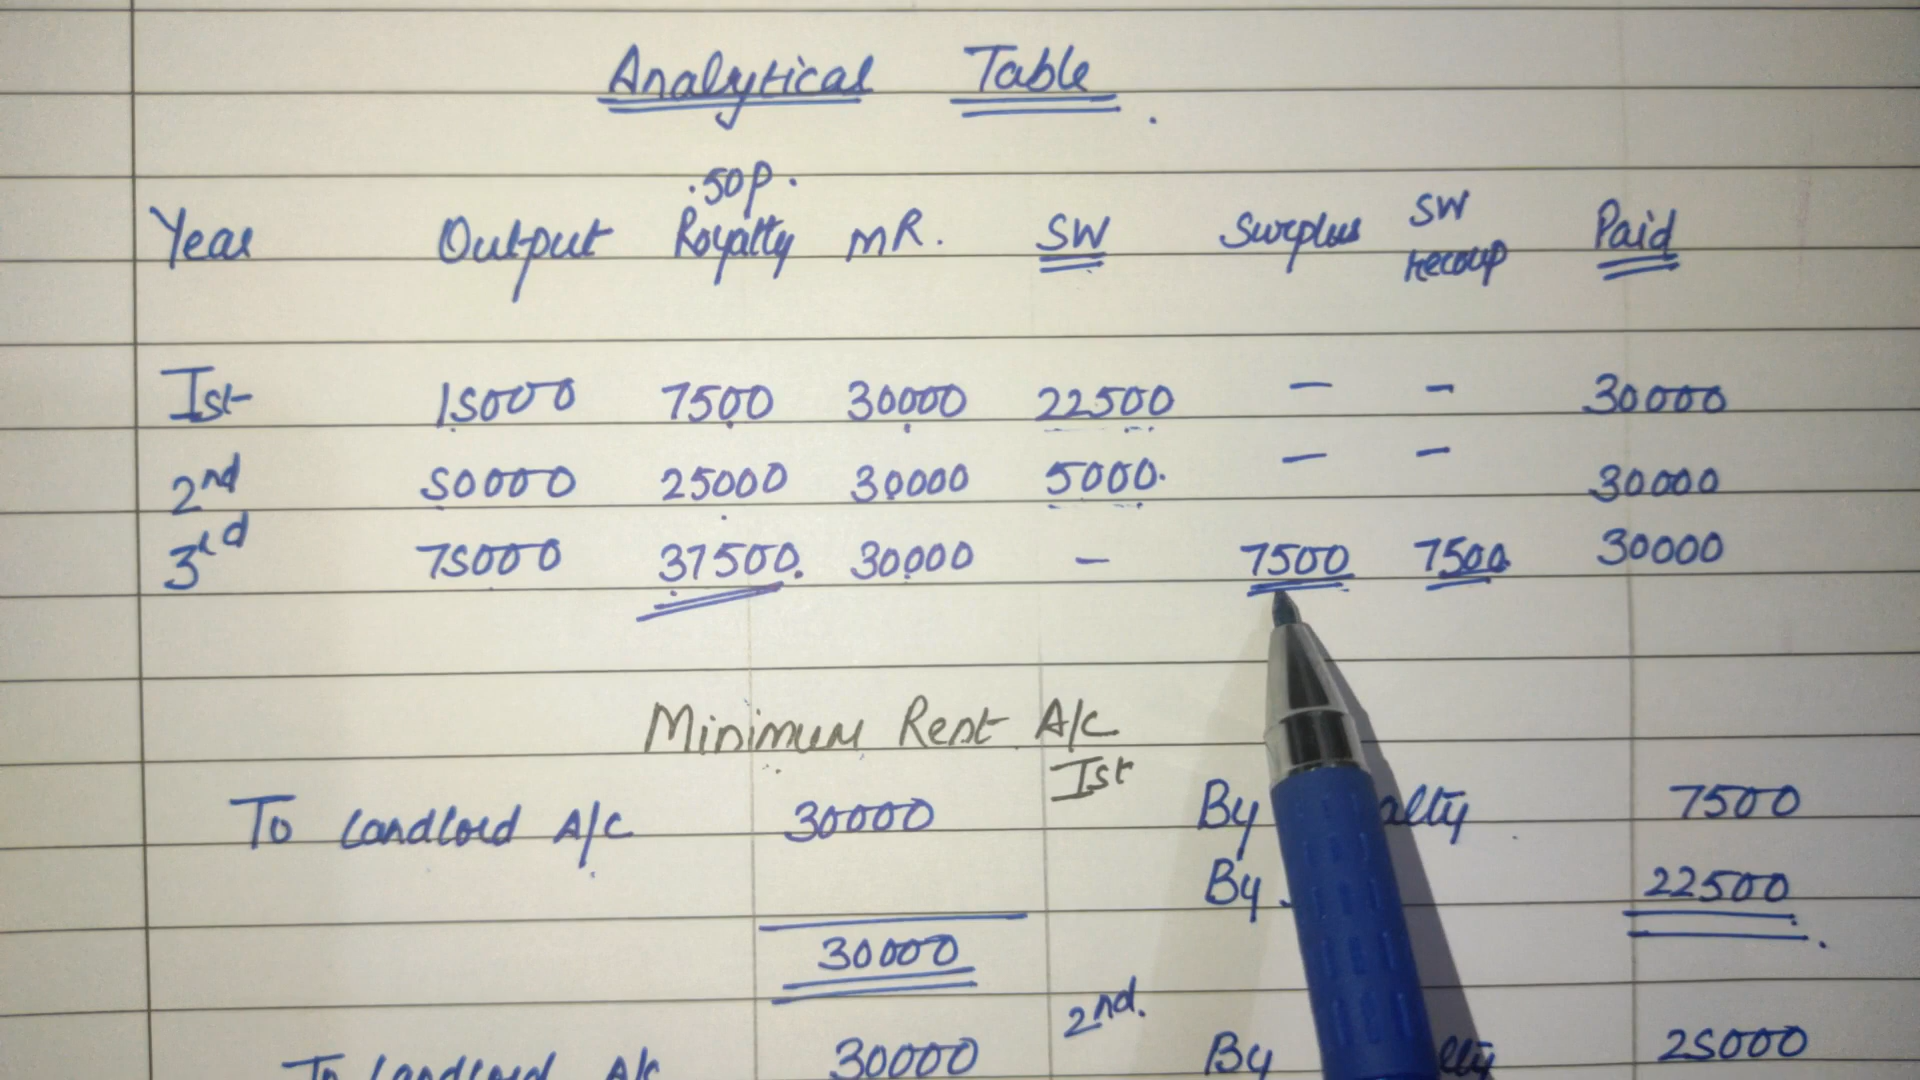 Analytical Table
.50p.
Year Output Royalty MR. SW Surplus SW recoup Paid
Ist 15000 7500 30000 22500 — - 30000
2nd 50000 25000 30000 5000. — - 30000
3rd 75000 37500. 30000 - 7500 7500 30000
Minimum Rent A/c
Ist
To Landlord A/c 30000 By 7500
By 22500
30000
2nd.
To Landlord A/c 30000 By 25000